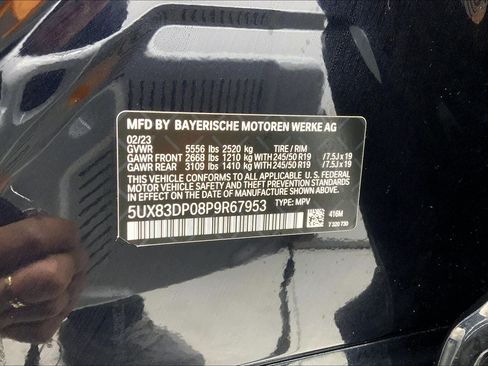 MFD BY BAYERISCHE MOTOREN WERKE AG
02/23
GVWR 5556 lbs 2520 kg TIRE / RIM
GAWR FRONT 2668 lbs 1210 kg WITH 245/50 R19 /7.5J x 19
GAWR REAR 3109 lbs 1410 kg WITH 245/50 R19 /7.5J x 19
THIS VEHICLE CONFORMS TO ALL APPLICABLE U. S. FEDERAL
MOTOR VEHICLE SAFETY AND THEFT PREVENTION STANDARDS
IN EFFECT ON THE DATE OF MANUFACTURE SHOWN ABOVE.
5UX83DP08P9R67953 TYPE: MPV
416M
7 320 730